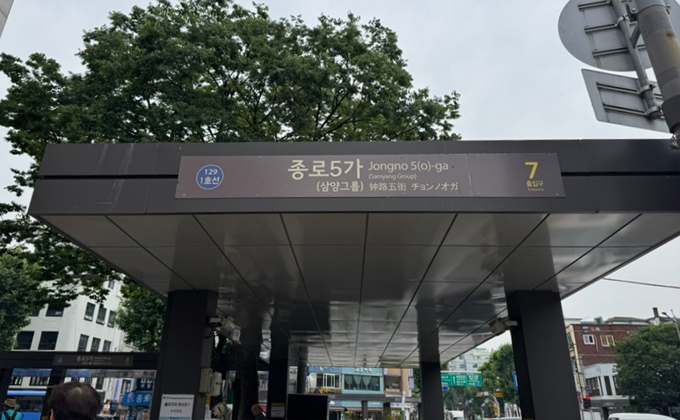 129
1호선
종로5가 Jongno 5(o)-ga
(Samyang Group)
(삼양그룹) 钟路五街 チョンノオガ
7
출입구